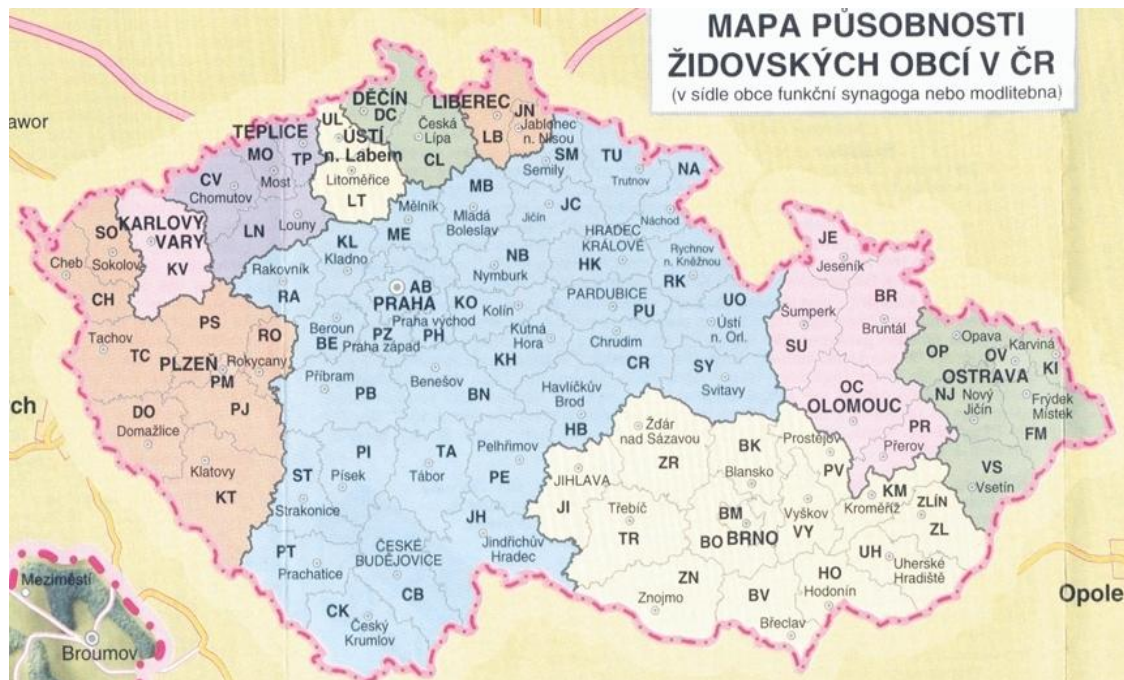 MAPA PŮSOBNOSTI
ŽIDOVSKÝCH OBCÍ V ČR
(v sídle obce funkční synagoga nebo modlitebna)
awor
DĚČÍN
DC
LIBEREC
JN
Jablonec
n. Nisou
LB
UL
ÚSTÍ
n. Labem
Česká
Lípa
CL
TEPLICE
MO
TP
SM
Semily
TU
Trutnov
NA
CV
Chomutov
Most
Litoměřice
LT
MB
Mladá
Boleslav
JC
Jičín
Náchod
Mělník
ME
LN
Louny
SO
Sokolov
KARLOVY
VARY
KV
Cheb
CH
KL
Kladno
NB
Nymburk
HRADEC
KRÁLOVÉ
HK
Rychnov
n. Kněžnou
RK
JE
Jeseník
Rakovník
RA
AB
PRAHA
KO
Kolín
PARDUBICE
PU
UO
Ústí
n. Orl.
BR
Bruntál
Šumperk
SU
PS
RO
Rokycany
Tachov
TC
PLZEŇ
PM
PJ
Beroun
BE
PZ
Praha západ
Praha východ
PH
Kutná
Hora
KH
Chrudim
CR
SY
Svitavy
OP
Opava
OV
Karviná
KI
OSTRAVA
NJ
Nový
Jičín
Frýdek
Místek
FM
Příbram
PB
Benešov
BN
Havlíčkův
Brod
HB
OC
OLOMOUC
PR
Přerov
ch
DO
Domažlice
Klatovy
KT
Žďár
nad Sázavou
ZR
BK
Blansko
Prostějov
PV
VS
Vsetín
ST
Strakonice
PI
Písek
TA
Tábor
Pelhřimov
PE
JIHLAVA
JI
KM
Kroměříž
ZLÍN
ZL
Třebíč
TR
BM
BO
BRNO
Vyškov
VY
JH
Jindřichův
Hradec
UH
Uherské
Hradiště
PT
Prachatice
ČESKÉ
BUDĚJOVICE
CB
ZN
Znojmo
BV
Břeclav
HO
Hodonín
CK
Český
Krumlov
Meziměstí
Broumov
Opole